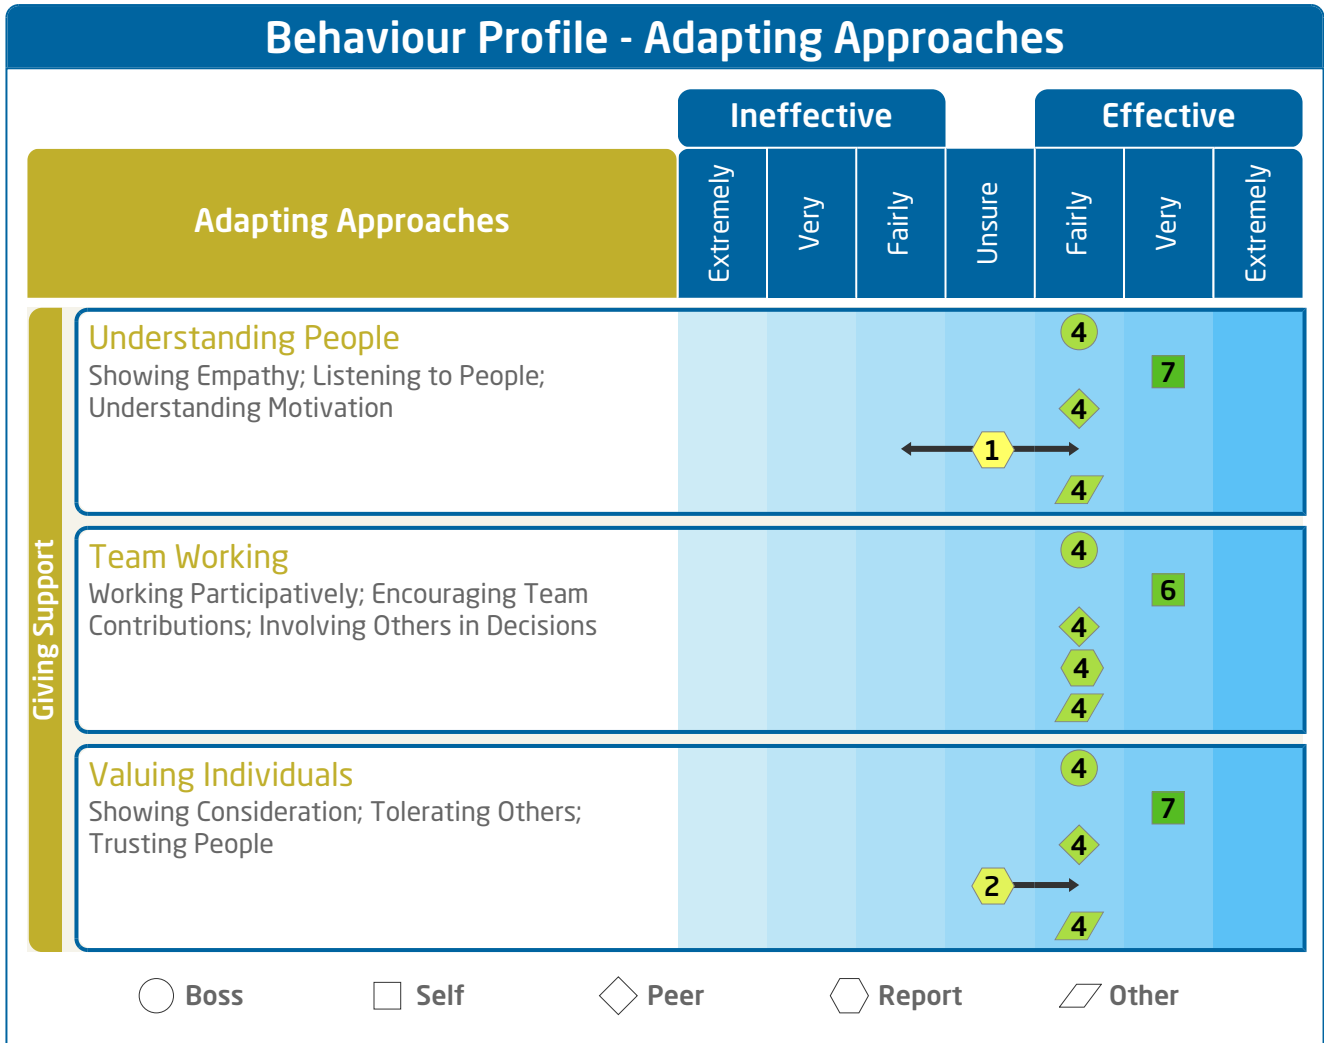 Behaviour Profile - Adapting Approaches
Ineffective
Effective
Adapting Approaches
Extremely
Very
Fairly
Unsure
Fairly
Very
Extremely
Giving Support
Understanding People
Showing Empathy; Listening to People;
Understanding Motivation
4
7
4
1
4
Team Working
Working Participatively; Encouraging Team
Contributions; Involving Others in Decisions
4
6
4
4
4
Valuing Individuals
Showing Consideration; Tolerating Others;
Trusting People
4
7
4
2
4
Boss
Self
Peer
Report
Other